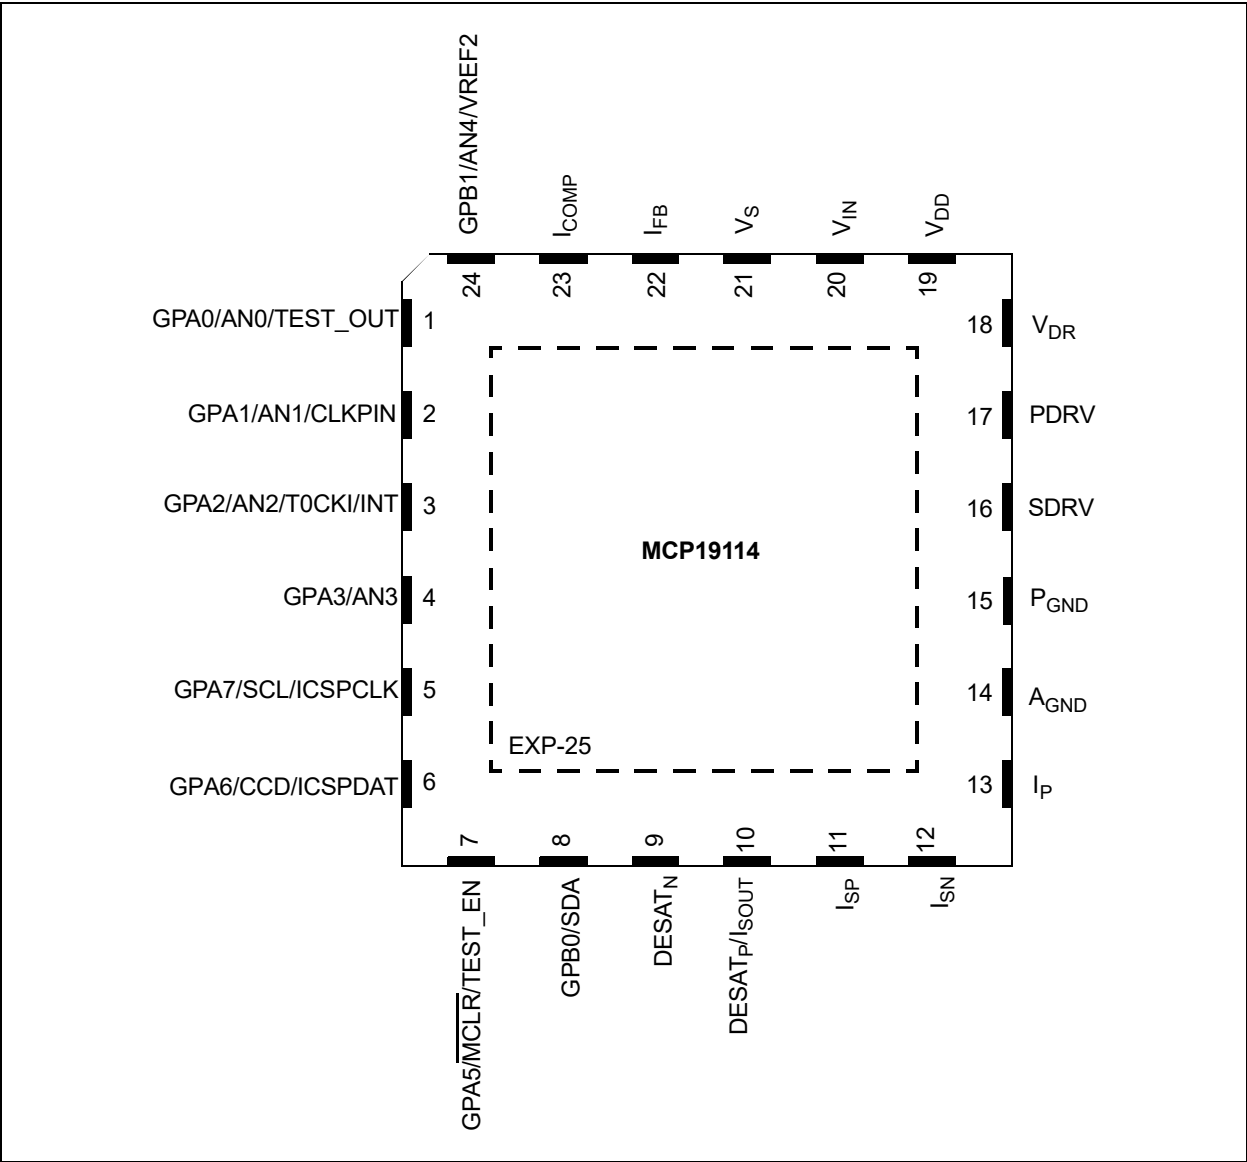 GPB1/AN4/VREF2
ICOMP
IFB
VS
VIN
VDD
24
23
22
21
20
19
GPA0/AN0/TEST_OUT 1
GPA1/AN1/CLKPIN 2
GPA2/AN2/T0CKI/INT 3
GPA3/AN3 4
GPA7/SCL/ICSPCLK 5
GPA6/CCD/ICSPDAT 6
18 VDR
17 PDRV
16 SDRV
15 PGND
14 AGND
13 IP
MCP19114
EXP-25
7
8
9
10
11
12
GPA5/MCLR/TEST_EN
GPB0/SDA
DESATN
DESATP/ISOUT
ISP
ISN